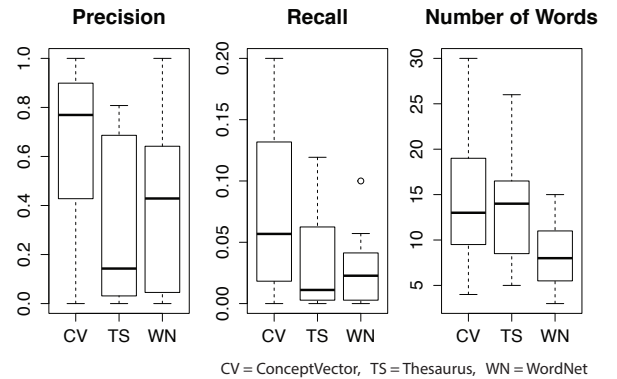 Precision
Recall
Number of Words
0.0 0.2 0.4 0.6 0.8 1.0
0.00 0.05 0.10 0.15 0.20
5 10 15 20 25 30
CV TS WN
CV TS WN
CV TS WN
CV = ConceptVector, TS = Thesaurus, WN = WordNet